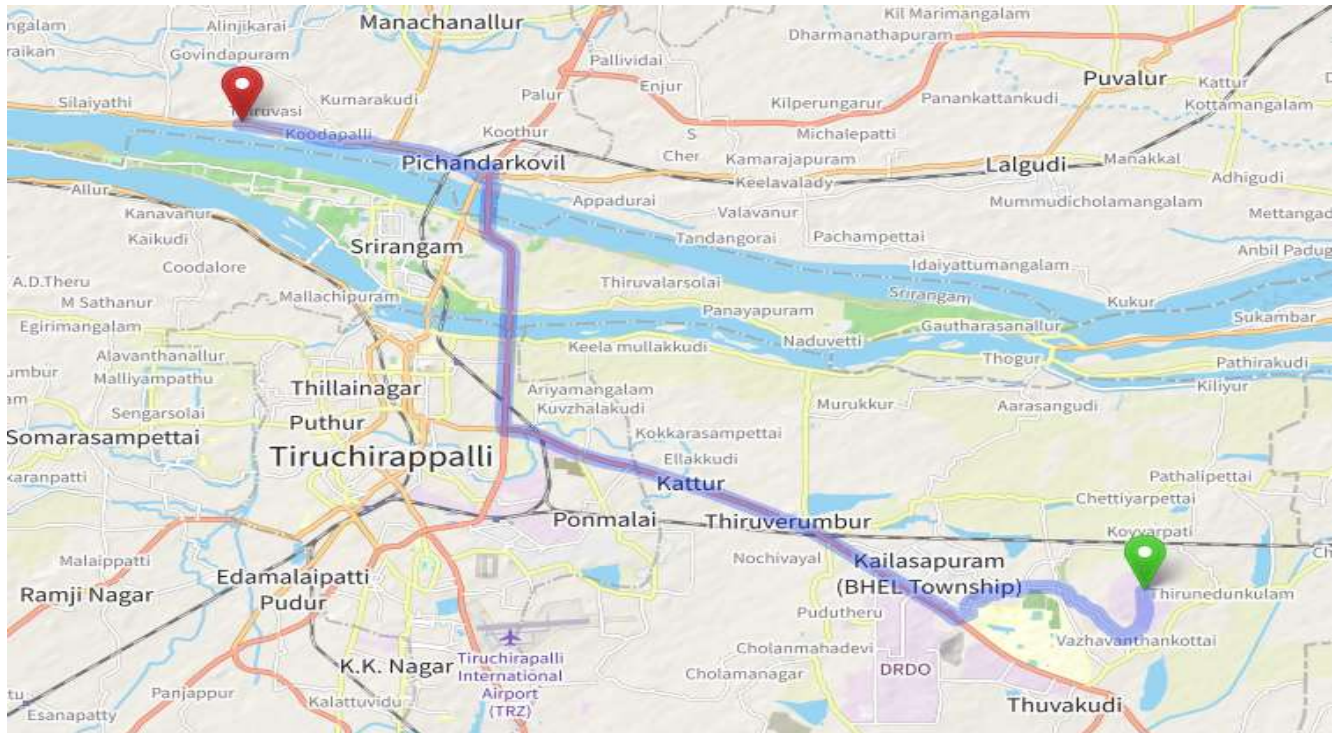 Alinjikarai
Manachanallur
Kil Marimangalam
Dharmanathapuram
Govindapuram
Pallividai
Enjur
Puvalur
Kattur
Silaiyathi
Kumarakudi
Palur
Kilperungarur
Panankattankudi
Kottamangalam
Koodapalli
Koothur
S
Michalepatti
Pichandarkovil
Cher
Kamarajapuram
Lalgudi
Manakkal
Keelavalady
Adhigudi
Allur
Appadurai
Mummudicholamangalam
Kanavanur
Valavanur
Mettangad
Kaikudi
Srirangam
Tandangorai
Pachampettai
Anbil Padug
Coodalore
Idaiyattumangalam
A.D.Theru
Thiruvalarsolai
Srirangam
M Sathanur
Mallachipuram
Panayapuram
Kukur
Egirimangalam
Gautharasanallur
Sukambar
Alavanthanallur
Keela mullakkudi
Naduvetti
Thogur
Pathirakudi
umbur
Malliyampathu
Thillainagar
Ariyamangalam
Kiliyur
Sengarsolai
Puthur
Kuvzhalakudi
Murukkur
Aarasangudi
Somarasampettai
Kokkarasampettai
Tiruchirappalli
Ellakkudi
karanpatti
Kattur
Pathalipettai
Chettiyarpettai
Ponmalai
Thiruverumbur
Koyvarpati
Malaippatti
Nochivayal
Kailasapuram
(BHEL Township)
Ramji Nagar
Edamalaipatti
Pudur
Thirunedunkulam
Pudutheru
Vazhavanthankottai
K.K. Nagar
Tiruchirapalli
International
Airport
(TRZ)
Cholanmahadevi
Cholamanagar
DRDO
Panjappur
Kalattuvidu
Thuvakudi
Esanapatty